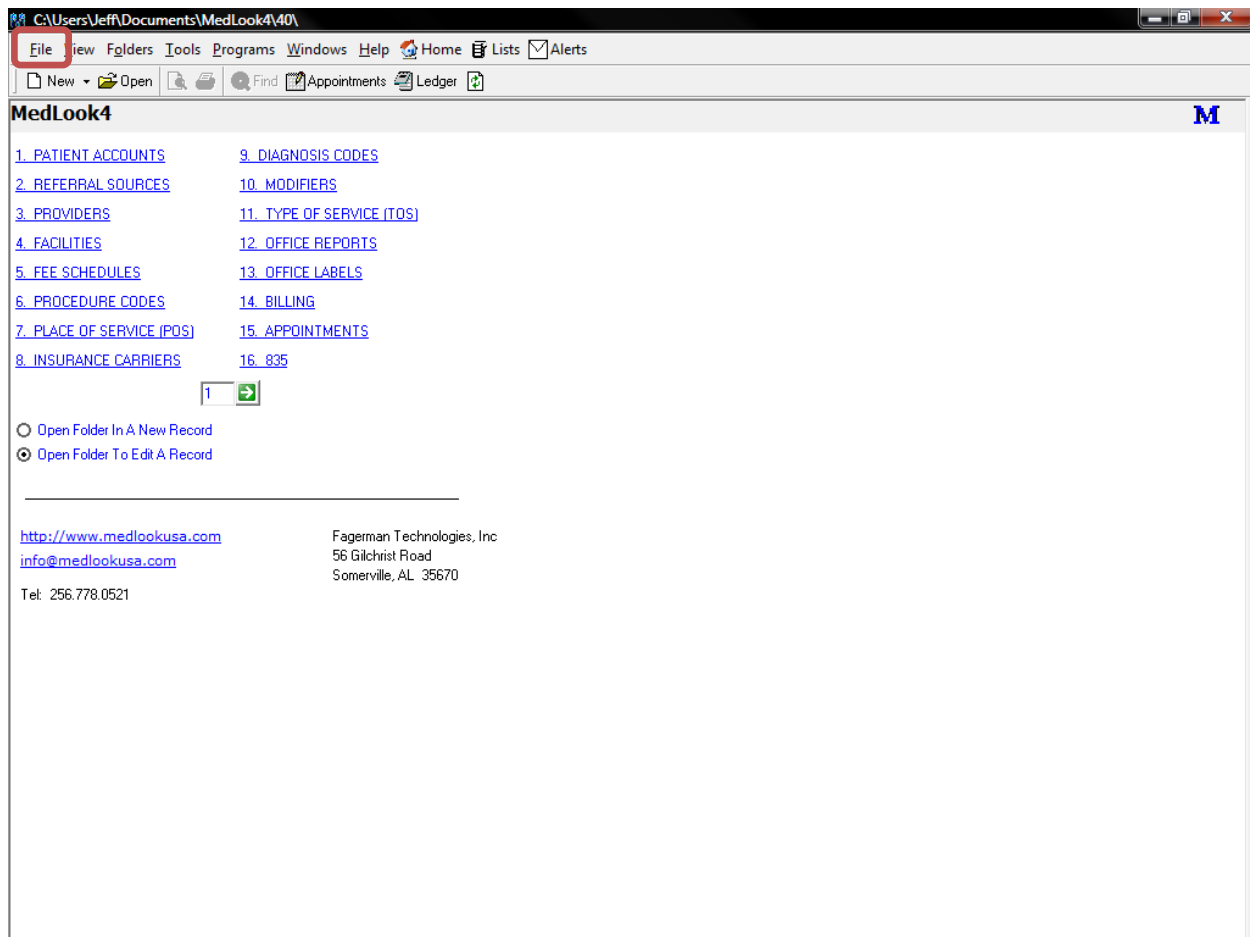 C:\Users\Jeff\Documents\MedLook4\40\
File View Folders Tools Programs Windows Help Home Lists Alerts
New Open Find Appointments Ledger
MedLook4 M
1. PATIENT ACCOUNTS 9. DIAGNOSIS CODES
2. REFERRAL SOURCES 10. MODIFIERS
3. PROVIDERS 11. TYPE OF SERVICE (TOS)
4. FACILITIES 12. OFFICE REPORTS
5. FEE SCHEDULES 13. OFFICE LABELS
6. PROCEDURE CODES 14. BILLING
7. PLACE OF SERVICE (POS) 15. APPOINTMENTS
8. INSURANCE CARRIERS 16. 835
1
Open Folder In A New Record
Open Folder To Edit A Record
http://www.medlookusa.com Fagerman Technologies, Inc
info@medlookusa.com 56 Gilchrist Road
Somerville, AL 35670
Tel: 256.778.0521